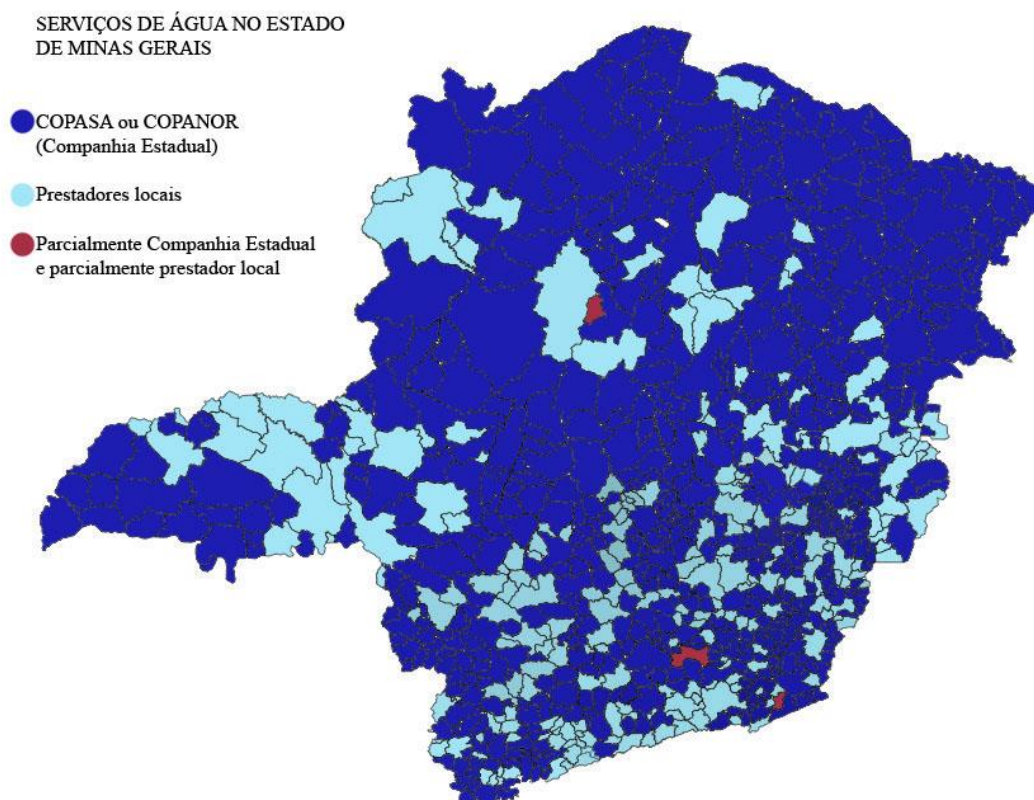 SERVIÇOS DE ÁGUA NO ESTADO
DE MINAS GERAIS
COPASA ou COPANOR
(Companhia Estadual)
Prestadores locais
Parcialmente Companhia Estadual
e parcialmente prestador local